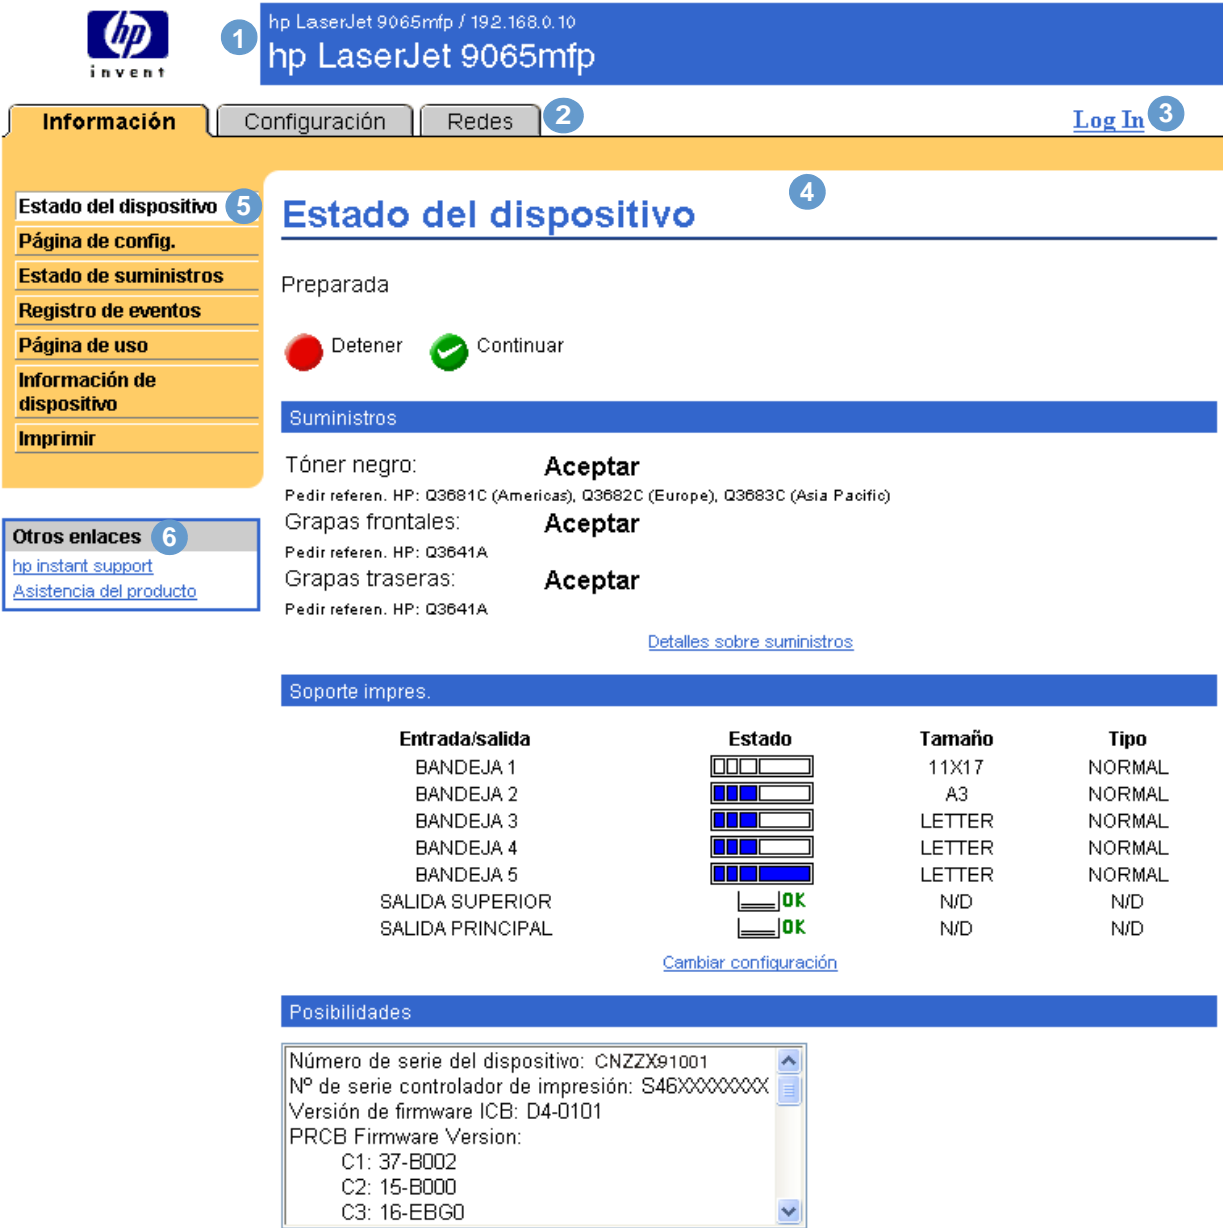 hp
invent
1
hp LaserJet 9065mfp / 192.168.0.10
hp LaserJet 9065mfp
Información
Configuración
Redes
2
Log In
3
Estado del dispositivo
5
Página de config.
Estado de suministros
Registro de eventos
Página de uso
Información de
dispositivo
Imprimir
Otros enlaces
6
hp instant support
Asistencia del producto
4
Estado del dispositivo
Preparada
Detener
Continuar
Suministros
Tóner negro: Aceptar
Pedir referen. HP: Q3681C (Americas), Q3682C (Europe), Q3683C (Asia Pacific)
Grapas frontales: Aceptar
Pedir referen. HP: Q3641A
Grapas traseras: Aceptar
Pedir referen. HP: Q3641A
Detalles sobre suministros
Soporte impres.
Entrada/salida Estado Tamaño Tipo
BANDEJA 1 11X17 NORMAL
BANDEJA 2 A3 NORMAL
BANDEJA 3 LETTER NORMAL
BANDEJA 4 LETTER NORMAL
BANDEJA 5 LETTER NORMAL
SALIDA SUPERIOR OK N/D N/D
SALIDA PRINCIPAL OK N/D N/D
Cambiar configuración
Posibilidades
Número de serie del dispositivo: CNZZX91001
Nº de serie controlador de impresión: S46XXXXXXXX
Versión de firmware ICB: D4-0101
PRCB Firmware Version:
C1: 37-B002
C2: 15-B000
C3: 16-EBG0